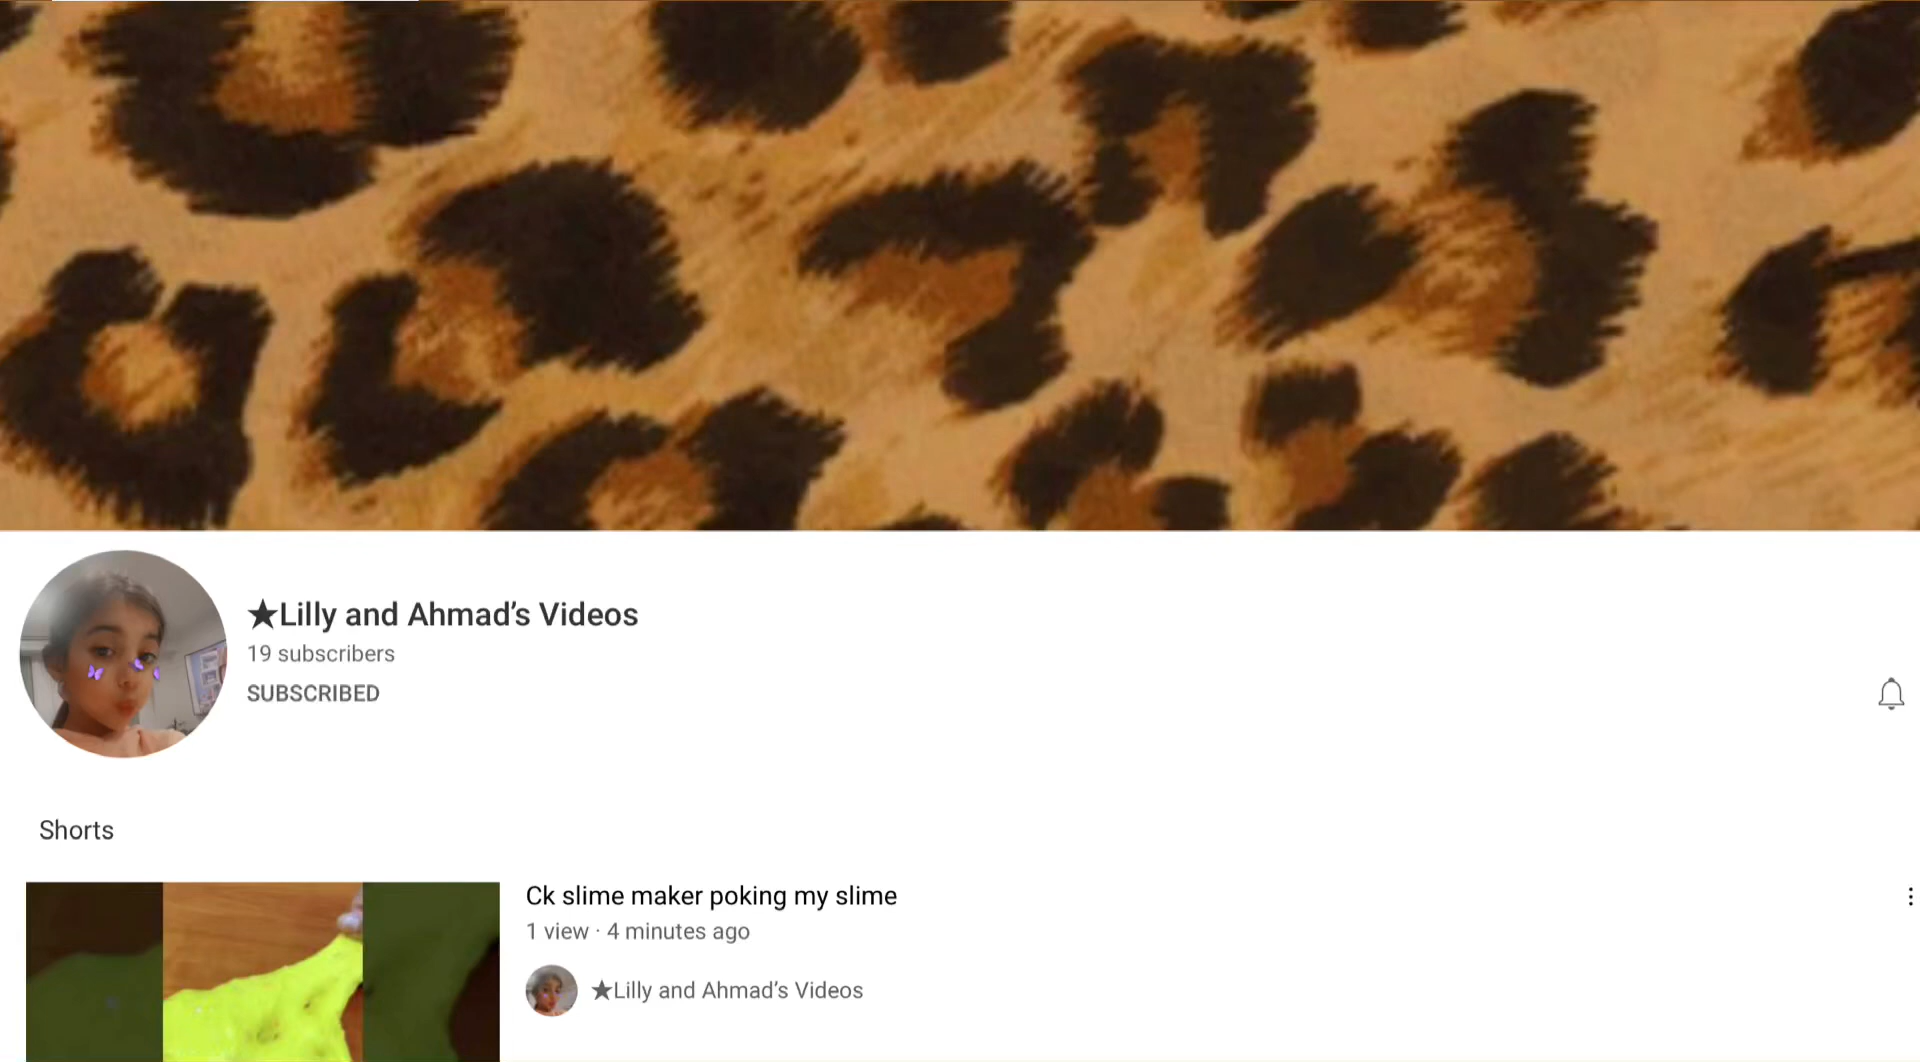 ★Lilly and Ahmad’s Videos
19 subscribers
SUBSCRIBED
Shorts
Ck slime maker poking my slime
1 view · 4 minutes ago
★Lilly and Ahmad’s Videos